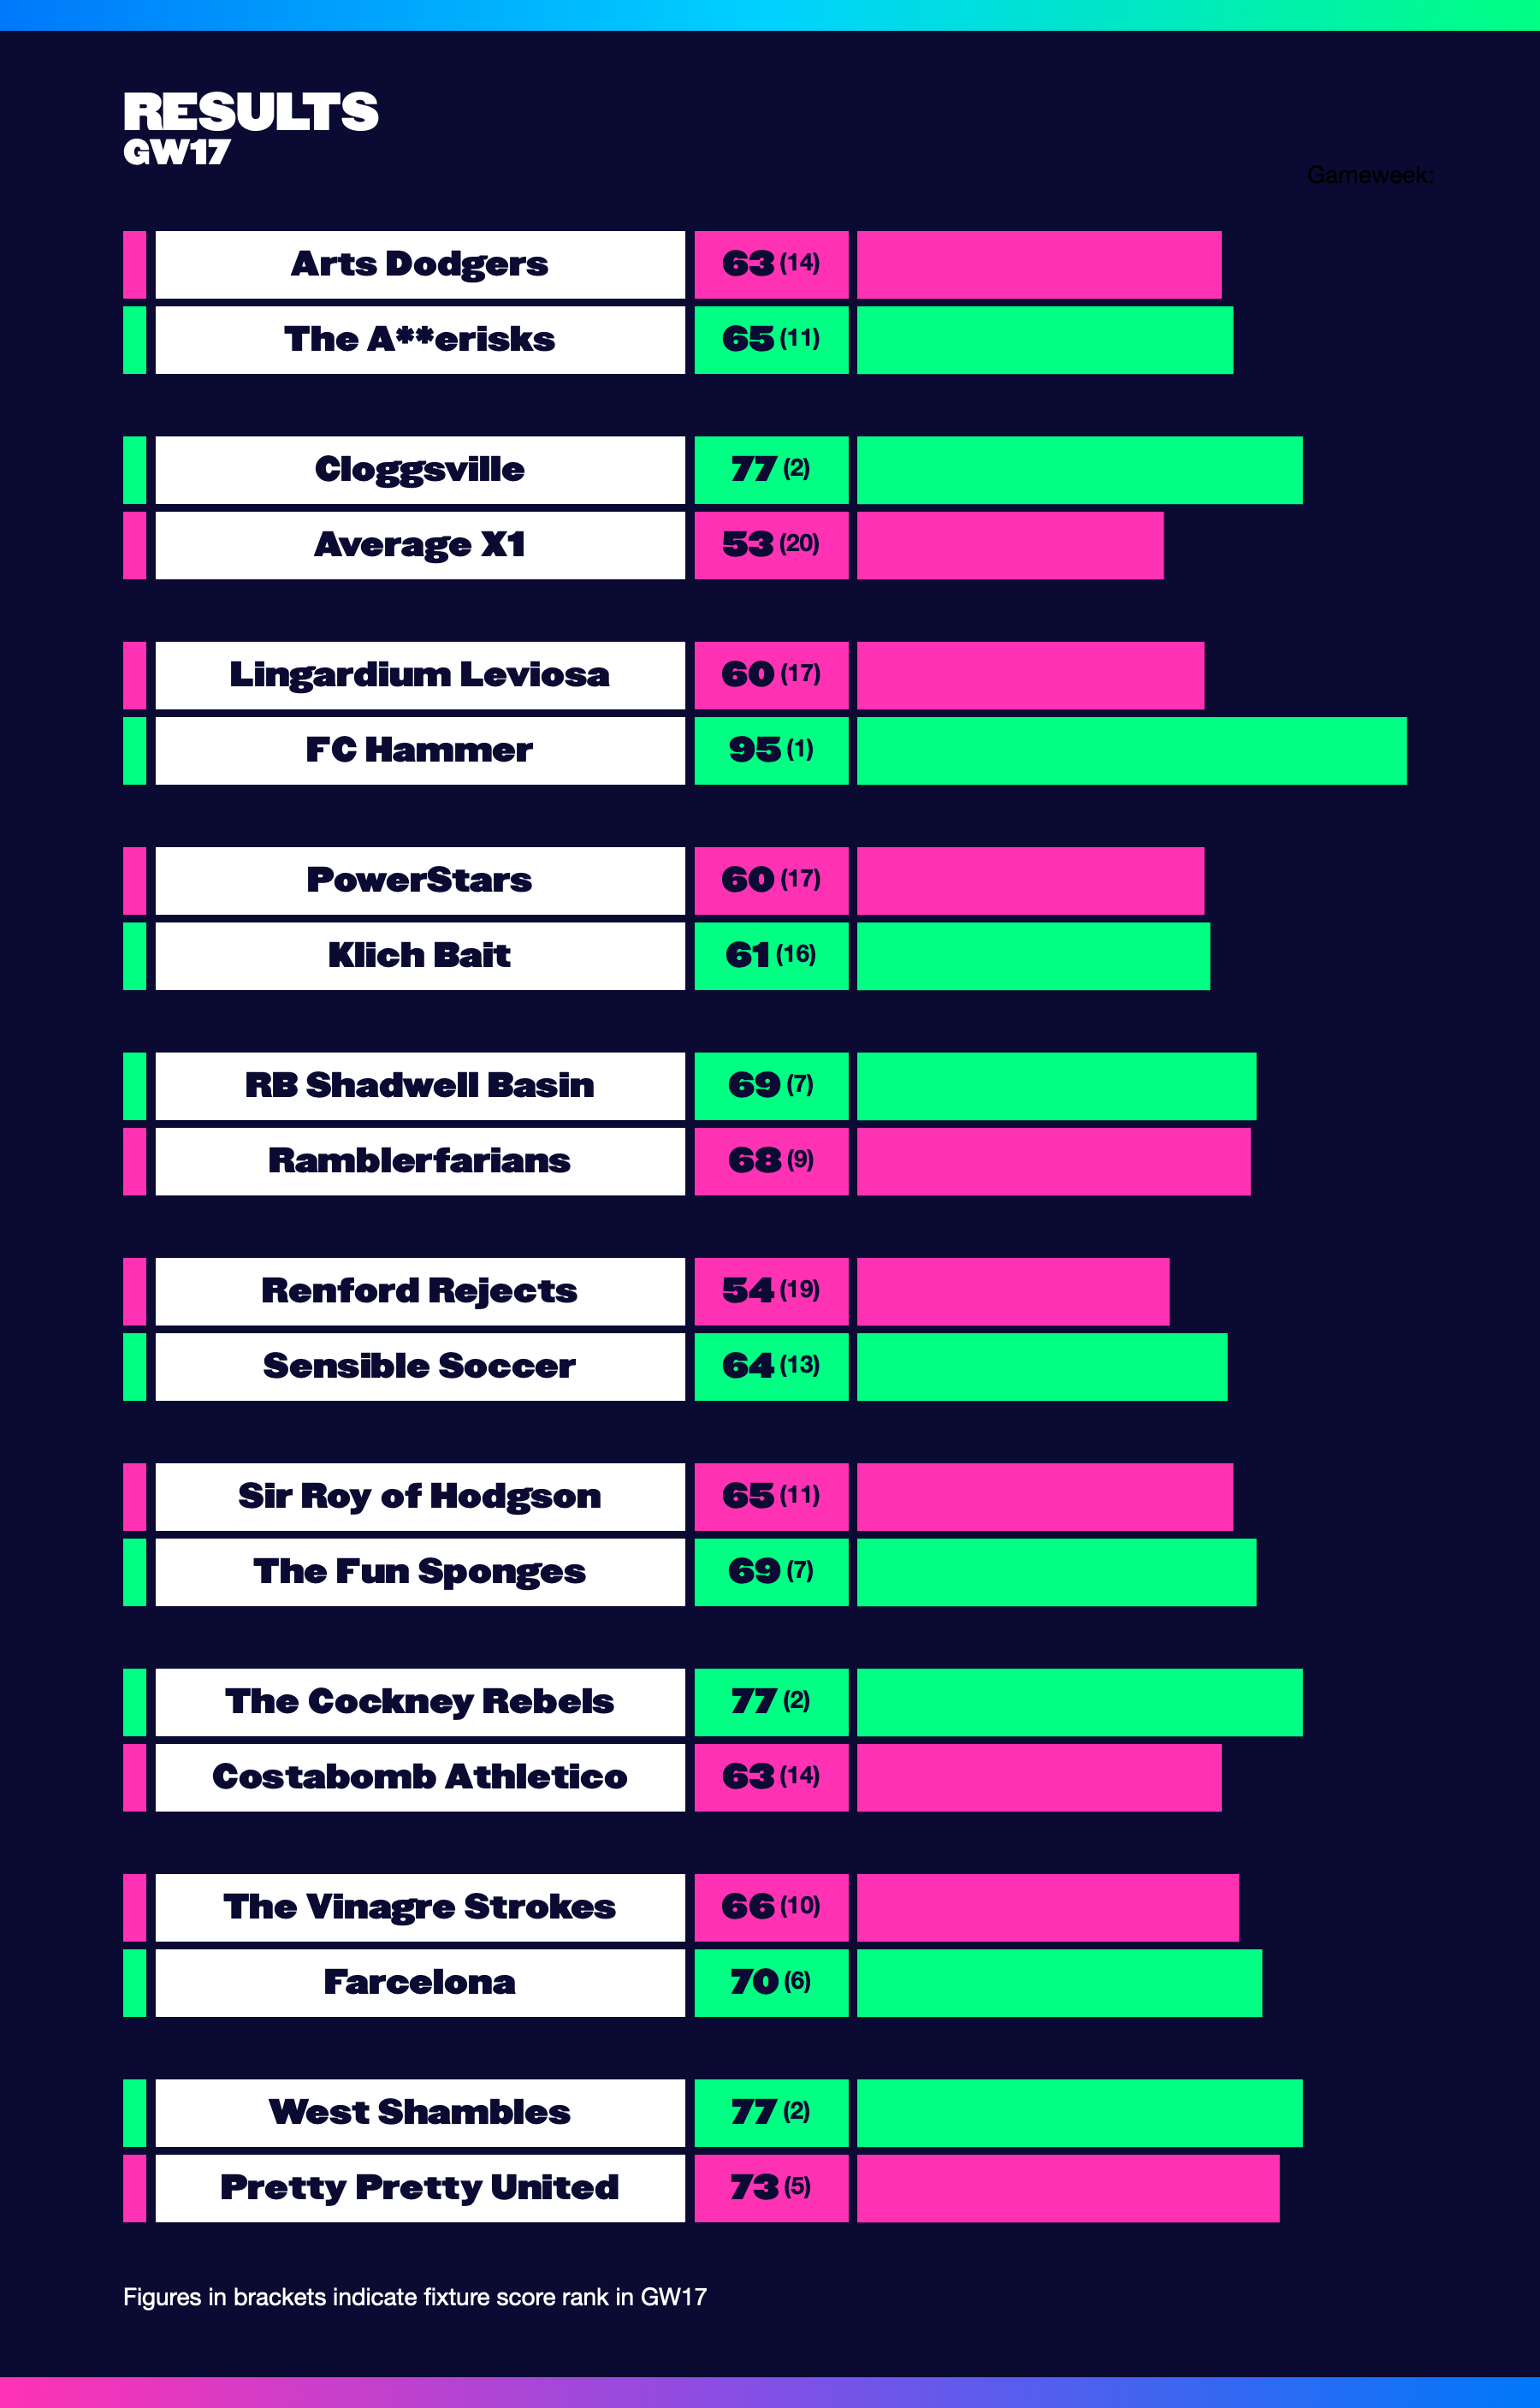 RESULTS
GW17
Gameweek:
Arts Dodgers 63 (14)
The A**erisks 65 (11)
Cloggsville 77 (2)
Average X1 53 (20)
Lingardium Leviosa 60 (17)
FC Hammer 95 (1)
PowerStars 60 (17)
Klich Bait 61 (16)
RB Shadwell Basin 69 (7)
Ramblerfarians 68 (9)
Renford Rejects 54 (19)
Sensible Soccer 64 (13)
Sir Roy of Hodgson 65 (11)
The Fun Sponges 69 (7)
The Cockney Rebels 77 (2)
Costabomb Athletico 63 (14)
The Vinagre Strokes 66 (10)
Farcelona 70 (6)
West Shambles 77 (2)
Pretty Pretty United 73 (5)
Figures in brackets indicate fixture score rank in GW17